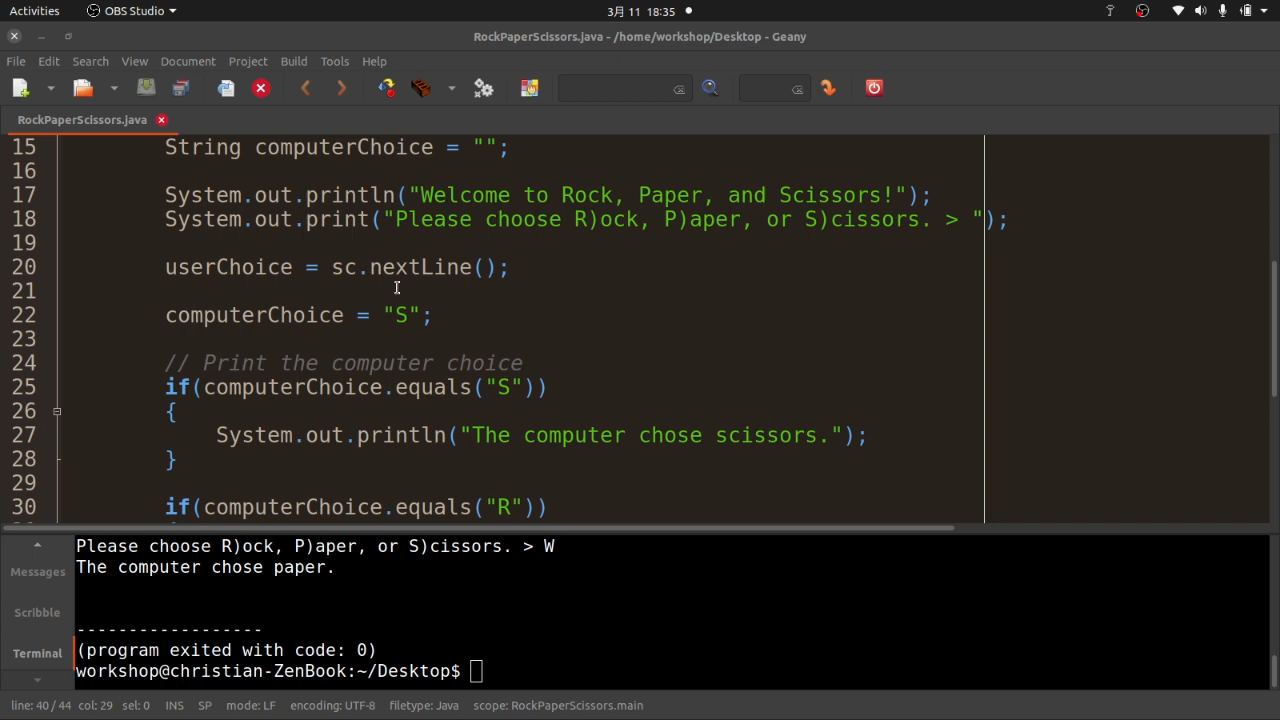 Activities OBS Studio 3月 11 18:35
RockPaperScissors.java - /home/workshop/Desktop - Geany
File Edit Search View Document Project Build Tools Help
RockPaperScissors.java
15 String computerChoice = "";
16
17 System.out.println("Welcome to Rock, Paper, and Scissors!");
18 System.out.print("Please choose R)ock, P)aper, or S)cissors. > ");
19
20 userChoice = sc.nextLine();
21
22 computerChoice = "S";
23
24 // Print the computer choice
25 if(computerChoice.equals("S"))
26 {
27 System.out.println("The computer chose scissors.");
28 }
29
30 if(computerChoice.equals("R"))
Please choose R)ock, P)aper, or S)cissors. > W
The computer chose paper.
Messages
Scribble
Terminal
------------------
(program exited with code: 0)
workshop@christian-ZenBook:~/Desktop$
line: 40 / 44 col: 29 sel: 0 INS SP mode: LF encoding: UTF-8 filetype: Java scope: RockPaperScissors.main